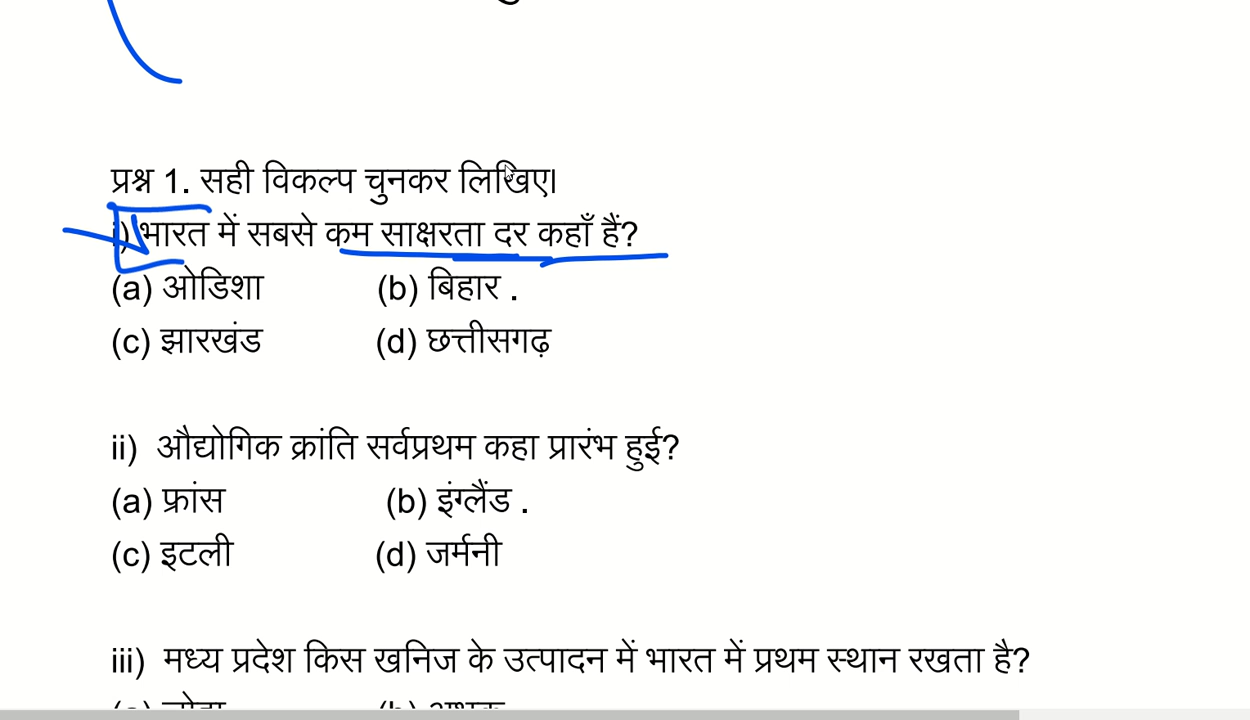 प्रश्न 1. सही विकल्प चुनकर लिखिए।
i) भारत में सबसे कम साक्षरता दर कहाँ हैं?
(a) ओडिशा (b) बिहार .
(c) झारखंड (d) छत्तीसगढ़
ii) औद्योगिक क्रांति सर्वप्रथम कहा प्रारंभ हुई?
(a) फ्रांस (b) इंग्लैंड .
(c) इटली (d) जर्मनी
iii) मध्य प्रदेश किस खनिज के उत्पादन में भारत में प्रथम स्थान रखता है?